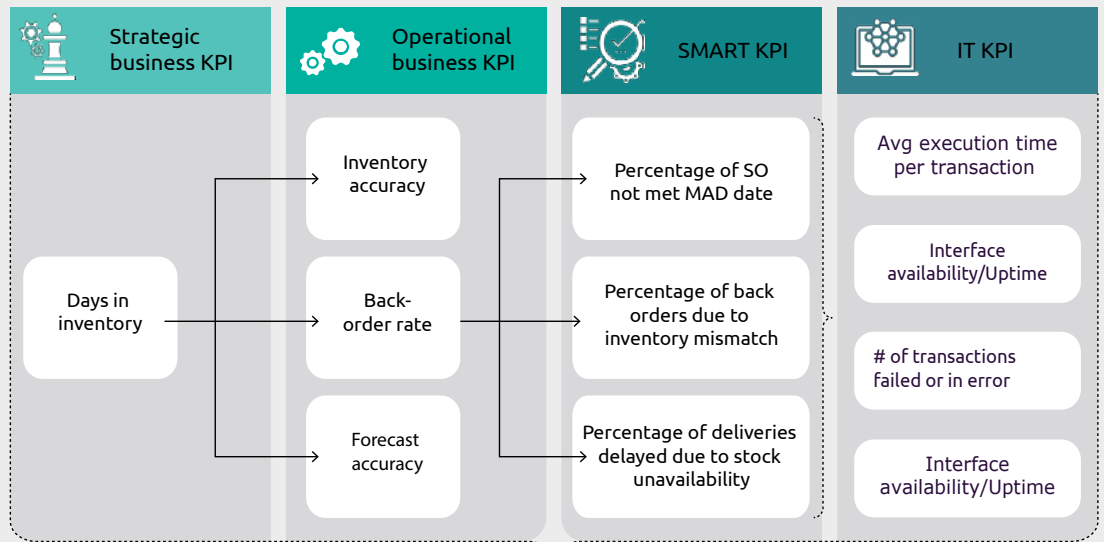 Strategic
business KPI
Operational
business KPI
SMART KPI
IT KPI
Days in
inventory
Inventory
accuracy
Back-
order rate
Forecast
accuracy
Percentage of SO
not met MAD date
Percentage of back
orders due to
inventory mismatch
Percentage of deliveries
delayed due to stock
unavailability
Avg execution time
per transaction
Interface
availability/Uptime
# of transactions
failed or in error
Interface
availability/Uptime